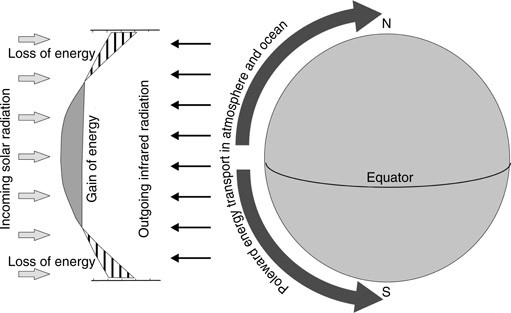 Incoming solar radiation
Loss of energy
Gain of energy
Loss of energy
Outgoing infrared radiation
Poleward energy transport in atmosphere and ocean
N
Equator
S